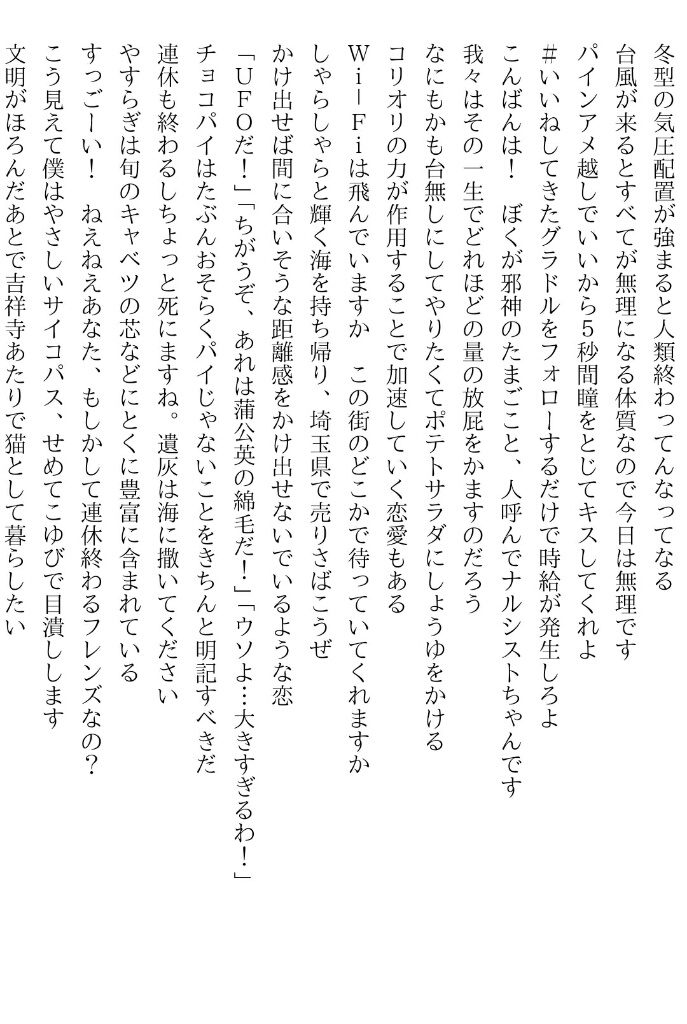 冬型の気圧配置が強まると人類終わってんなってなる
台風が来るとすべてが無理になる体質なので今日は無理です
パインアメ越しでいいから5秒間瞳をとじてキスしてくれよ
#いいねしてきたグラドルをフォローするだけで時給が発生しろよ
こんばんは!　ぼくが邪神のたまごこと、人呼んでナルシストちゃんです
我々はその一生でどれほどの量の放屁をかますのだろう
なにもかも台無しにしてやりたくてポテトサラダにしょうゆをかける
コリオリの力が作用することで加速していく恋愛もある
Wi-Fiは飛んでいますか　この街のどこかで待っていてくれますか
しゃらしゃらと輝く海を持ち帰り、埼玉県で売りさばこうぜ
かけ出せば間に合いそうな距離感をかけ出せないでいるような恋
「UFOだ!」「ちがうぞ、あれは蒲公英の綿毛だ!」「ウソよ…大きすぎるわ!」
チョコパイはたぶんおそらくパイじゃないことをきちんと明記すべきだ
連休も終わるしちょっと死にますね。遺灰は海に撒いてください
やすらぎは旬のキャベツの芯などにとくに豊富に含まれている
すっごーい!　ねえねえあなた、もしかして連休終わるフレンズなの?
こう見えて僕はやさしいサイコパス、せめてこゆびで目潰しします
文明がほろんだあとで吉祥寺あたりで猫として暮らしたい